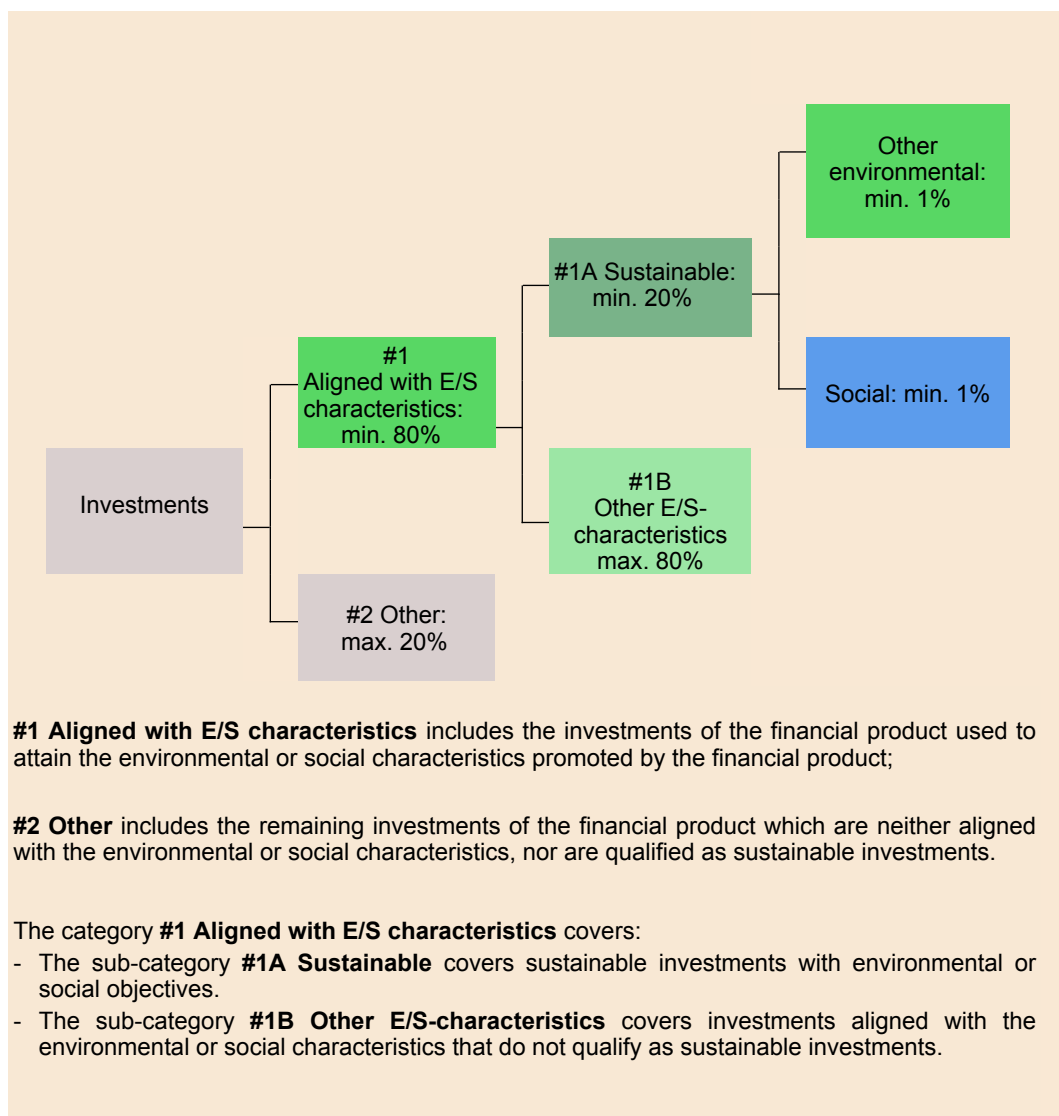 Other
environmental:
min. 1%
#1A Sustainable:
min. 20%
#1
Aligned with E/S
characteristics:
min. 80%
Social: min. 1%
Investments
#1B
Other E/S-
characteristics
max. 80%
#2 Other:
max. 20%
#1 Aligned with E/S characteristics includes the investments of the financial product used to
attain the environmental or social characteristics promoted by the financial product;
#2 Other includes the remaining investments of the financial product which are neither aligned
with the environmental or social characteristics, nor are qualified as sustainable investments.
The category #1 Aligned with E/S characteristics covers:
- The sub-category #1A Sustainable covers sustainable investments with environmental or
social objectives.
- The sub-category #1B Other E/S-characteristics covers investments aligned with the
environmental or social characteristics that do not qualify as sustainable investments.